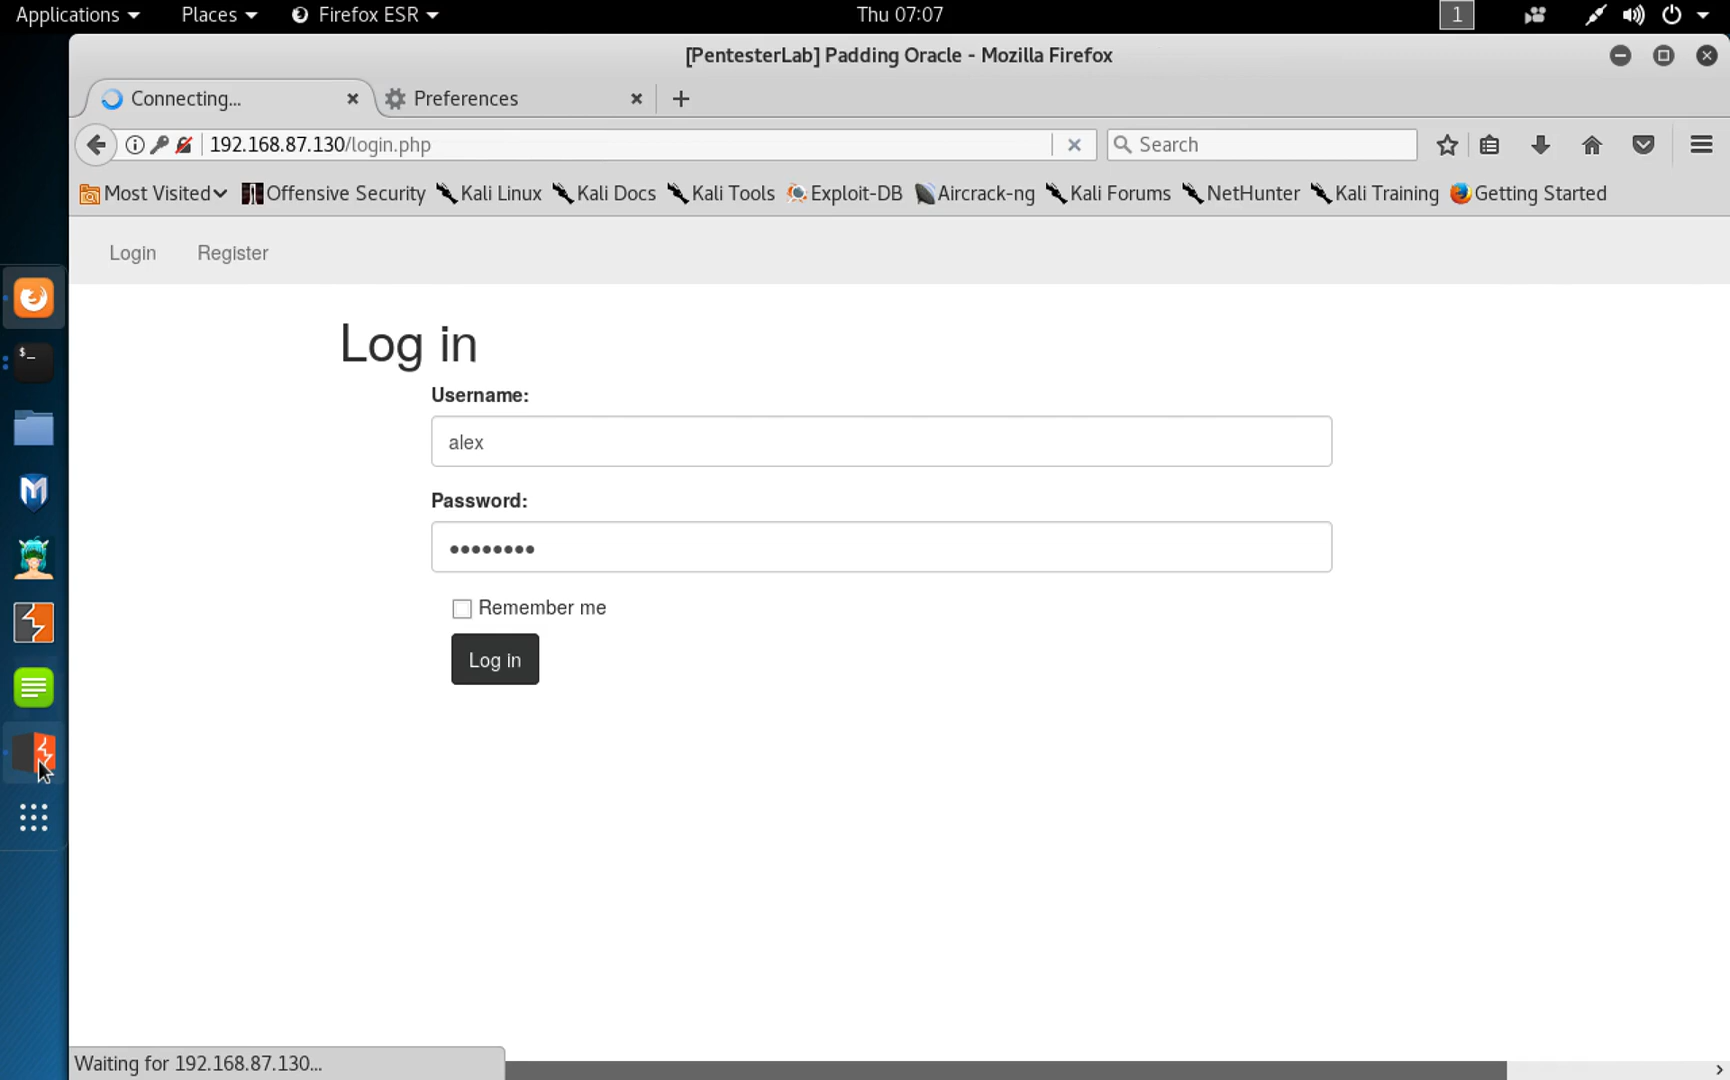 Applications Places Firefox ESR Thu 07:07 1
[PentesterLab] Padding Oracle - Mozilla Firefox
Connecting... Preferences
192.168.87.130/login.php Search
Most Visited Offensive Security Kali Linux Kali Docs Kali Tools Exploit-DB Aircrack-ng Kali Forums NetHunter Kali Training Getting Started
Login Register
Log in
Username:
alex
Password:
••••••••
Remember me
Log in
Waiting for 192.168.87.130...